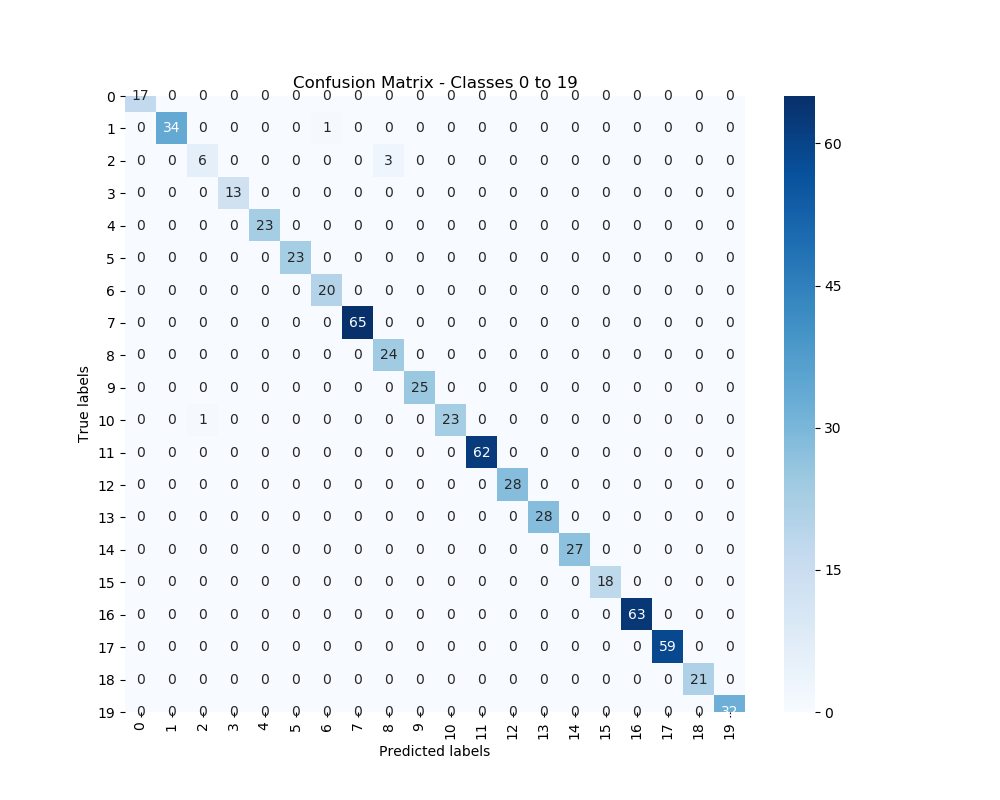 Confusion Matrix - Classes 0 to 19
0 17 0 0 0 0 0 0 0 0 0 0 0 0 0 0 0 0 0 0 0
1 0 34 0 0 0 0 1 0 0 0 0 0 0 0 0 0 0 0 0 0
2 0 0 6 0 0 0 0 0 3 0 0 0 0 0 0 0 0 0 0 0
3 0 0 0 13 0 0 0 0 0 0 0 0 0 0 0 0 0 0 0 0
4 0 0 0 0 23 0 0 0 0 0 0 0 0 0 0 0 0 0 0 0
5 0 0 0 0 0 23 0 0 0 0 0 0 0 0 0 0 0 0 0 0
6 0 0 0 0 0 0 20 0 0 0 0 0 0 0 0 0 0 0 0 0
7 0 0 0 0 0 0 0 65 0 0 0 0 0 0 0 0 0 0 0 0
8 0 0 0 0 0 0 0 0 24 0 0 0 0 0 0 0 0 0 0 0
9 0 0 0 0 0 0 0 0 0 25 0 0 0 0 0 0 0 0 0 0
10 0 0 1 0 0 0 0 0 0 0 23 0 0 0 0 0 0 0 0 0
11 0 0 0 0 0 0 0 0 0 0 0 62 0 0 0 0 0 0 0 0
12 0 0 0 0 0 0 0 0 0 0 0 0 28 0 0 0 0 0 0 0
13 0 0 0 0 0 0 0 0 0 0 0 0 0 28 0 0 0 0 0 0
14 0 0 0 0 0 0 0 0 0 0 0 0 0 0 27 0 0 0 0 0
15 0 0 0 0 0 0 0 0 0 0 0 0 0 0 0 18 0 0 0 0
16 0 0 0 0 0 0 0 0 0 0 0 0 0 0 0 0 63 0 0 0
17 0 0 0 0 0 0 0 0 0 0 0 0 0 0 0 0 0 59 0 0
18 0 0 0 0 0 0 0 0 0 0 0 0 0 0 0 0 0 0 21 0
19 0 0 0 0 0 0 0 0 0 0 0 0 0 0 0 0 0 0 0
0 1 2 3 4 5 6 7 8 9 10 11 12 13 14 15 16 17 18 19
True labels
Predicted labels
60
45
30
15
0